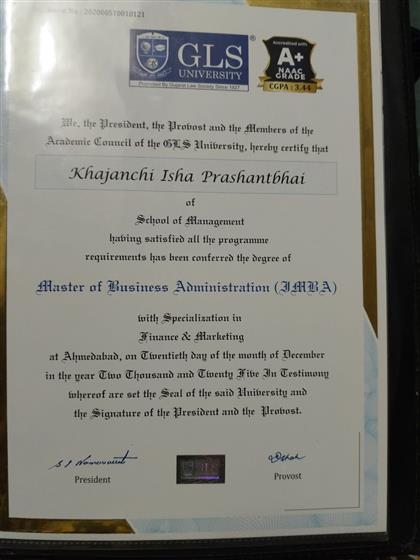 Serial No : 202000510010121
GLS
UNIVERSITY
Promoted By Gujarat Law Society Since 1927
®
Accredited with
A+
NAAC
GRADE
CGPA : 3.44
We, the President, the Provost and the Members of the
Academic Council of the GLS University, hereby certify that
Khajanchi Isha Prashantbhai
of
School of Management
having satisfied all the programme
requirements has been conferred the degree of
Master of Business Administration (IMBA)
with Specialization in
Finance & Marketing
at Ahmedabad, on Twentieth day of the month of December
in the year Two Thousand and Twenty Five In Testimony
whereof are set the Seal of the said University and
the Signature of the President and the Provost.
GLS
President
Provost